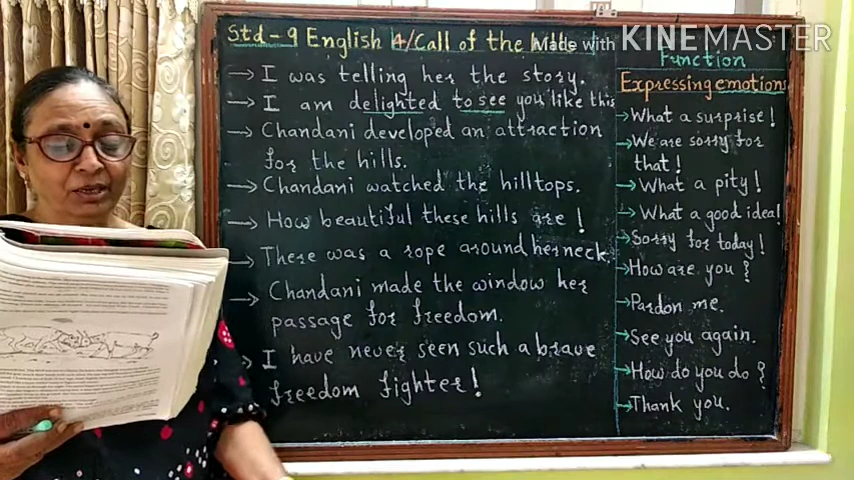 Std-9 English 4/Call of the hills
Made with KINEMASTER
→ I was telling her the story.
→ I am delighted to see you like this
→ Chandani developed an attraction
for the hills.
→ Chandani watched the hilltops.
→ How beautiful these hills are!
→ There was a rope around her neck.
→ Chandani made the window her
passage for freedom.
→ I have never seen such a brave
freedom fighter!
Function
Expressing emotions
→ What a surprise!
→ We are sorry for
that!
→ What a pity!
→ What a good idea!
→ Sorry for today!
→ How are you?
→ Pardon me.
→ See you again.
→ How do you do?
→ Thank you.